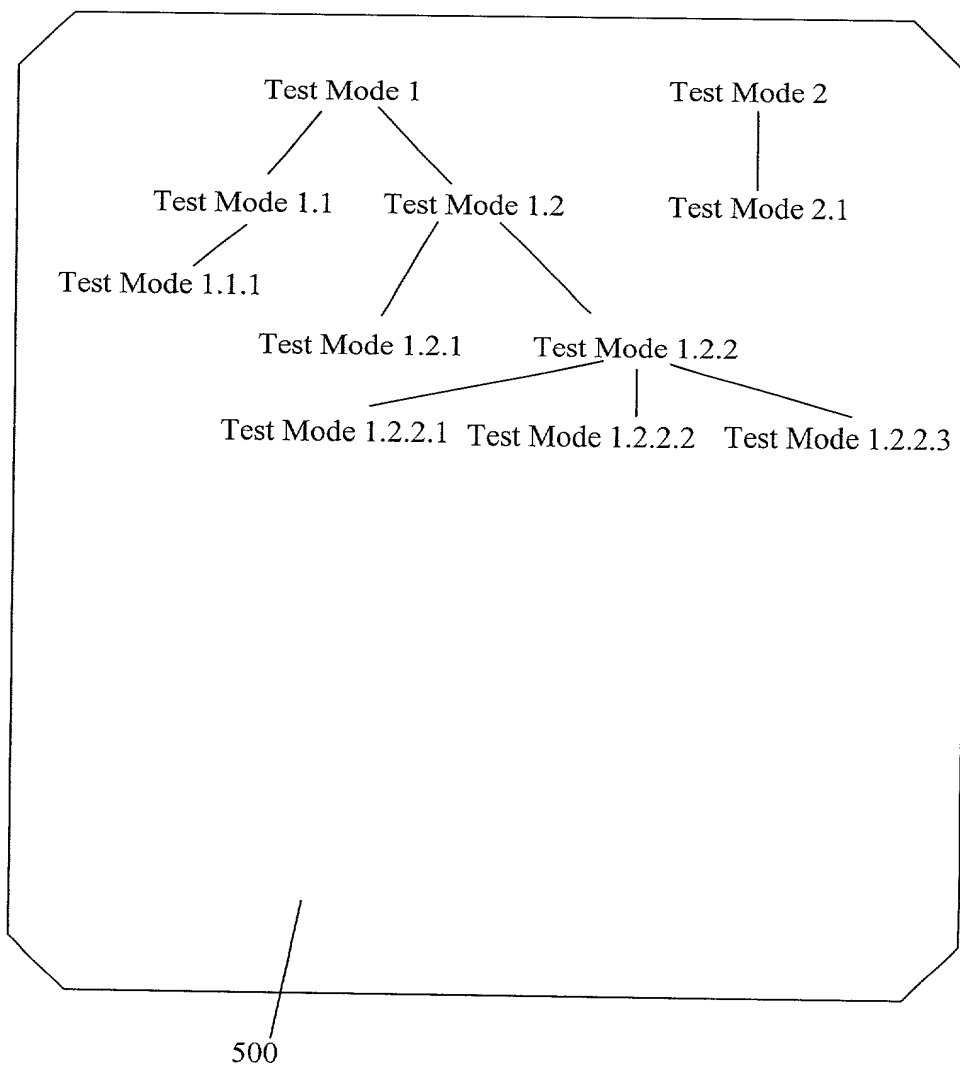 Test Mode 1 Test Mode 2
Test Mode 1.1 Test Mode 1.2 Test Mode 2.1
Test Mode 1.1.1
Test Mode 1.2.1 Test Mode 1.2.2
Test Mode 1.2.2.1 Test Mode 1.2.2.2 Test Mode 1.2.2.3
500